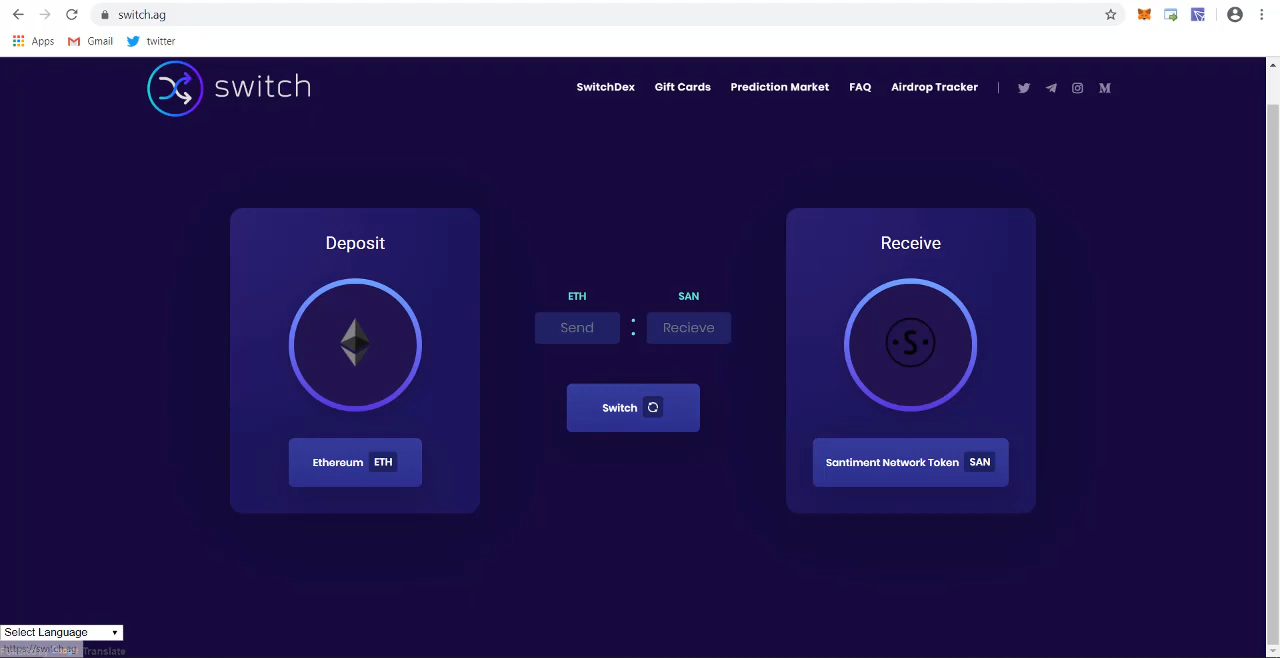 switch.ag
Apps Gmail twitter
switch SwitchDex Gift Cards Prediction Market FAQ Airdrop Tracker | M
Deposit
Receive
ETH SAN
Send : Recieve
S
Switch
Ethereum ETH
Santiment Network Token SAN
Select Language
https://switch.ag
Translate